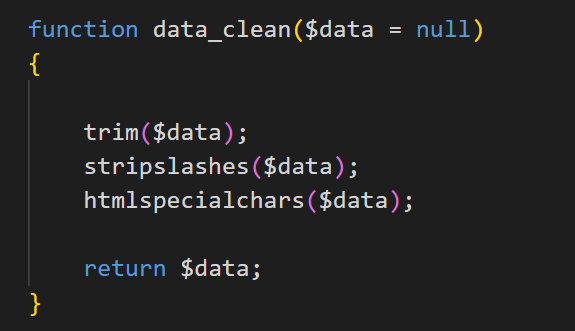 function data_clean($data = null)
{
trim($data);
stripslashes($data);
htmlspecialchars($data);
return $data;
}